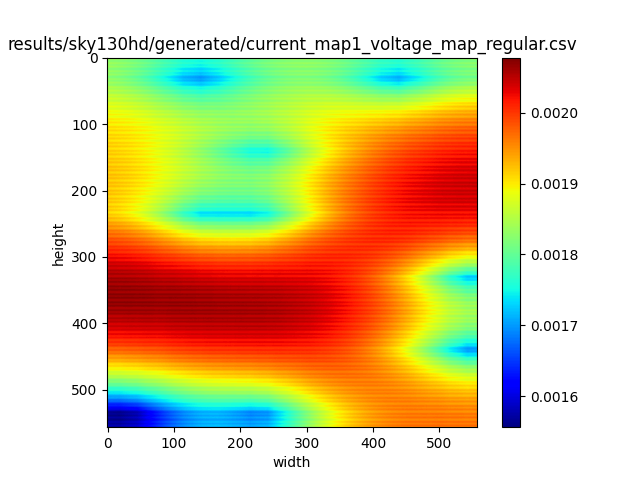 results/sky130hd/generated/current_map1_voltage_map_regular.csv
0
100
200
300
400
500
height
0 100 200 300 400 500
width
0.0020
0.0019
0.0018
0.0017
0.0016